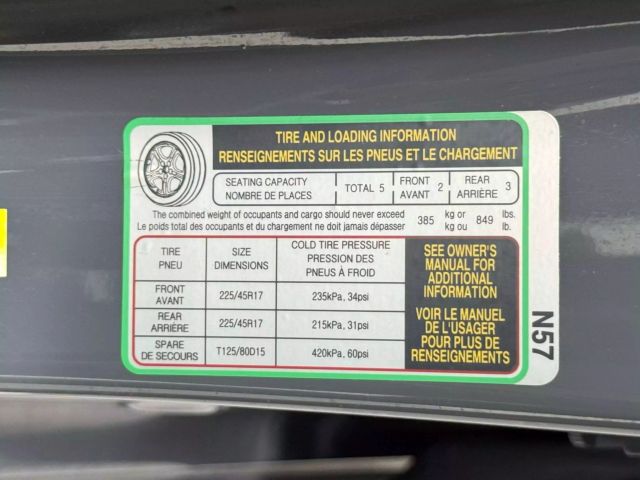 TIRE AND LOADING INFORMATION
RENSEIGNEMENTS SUR LES PNEUS ET LE CHARGEMENT
SEATING CAPACITY
NOMBRE DE PLACES
TOTAL 5
FRONT
AVANT 2
REAR
ARRIÈRE 3
The combined weight of occupants and cargo should never exceed
Le poids total des occupants et du chargement ne doit jamais dépasser
385 kg or
kg ou
849 lbs.
lb.
TIRE
PNEU
SIZE
DIMENSIONS
COLD TIRE PRESSURE
PRESSION DES
PNEUS À FROID
FRONT
AVANT
225/45R17
235kPa, 34psi
REAR
ARRIÈRE
225/45R17
215kPa, 31psi
SPARE
DE SECOURS
T125/80D15
420kPa, 60psi
SEE OWNER'S
MANUAL FOR
ADDITIONAL
INFORMATION
VOIR LE MANUEL
DE L'USAGER
POUR PLUS DE
RENSEIGNEMENTS
N57